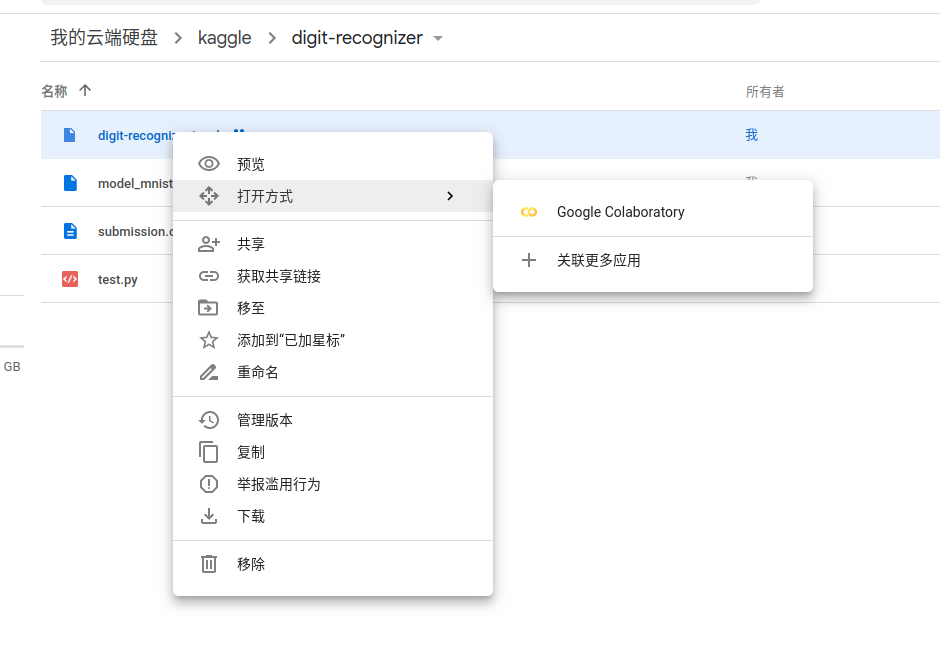 我的云端硬盘 kaggle digit-recognizer
名称 所有者
我
model_mnist
test.py
GB
预览
打开方式
共享
获取共享链接
移至
添加到“已加星标”
重命名
管理版本
复制
举报滥用行为
下载
移除
Google Colaboratory
关联更多应用